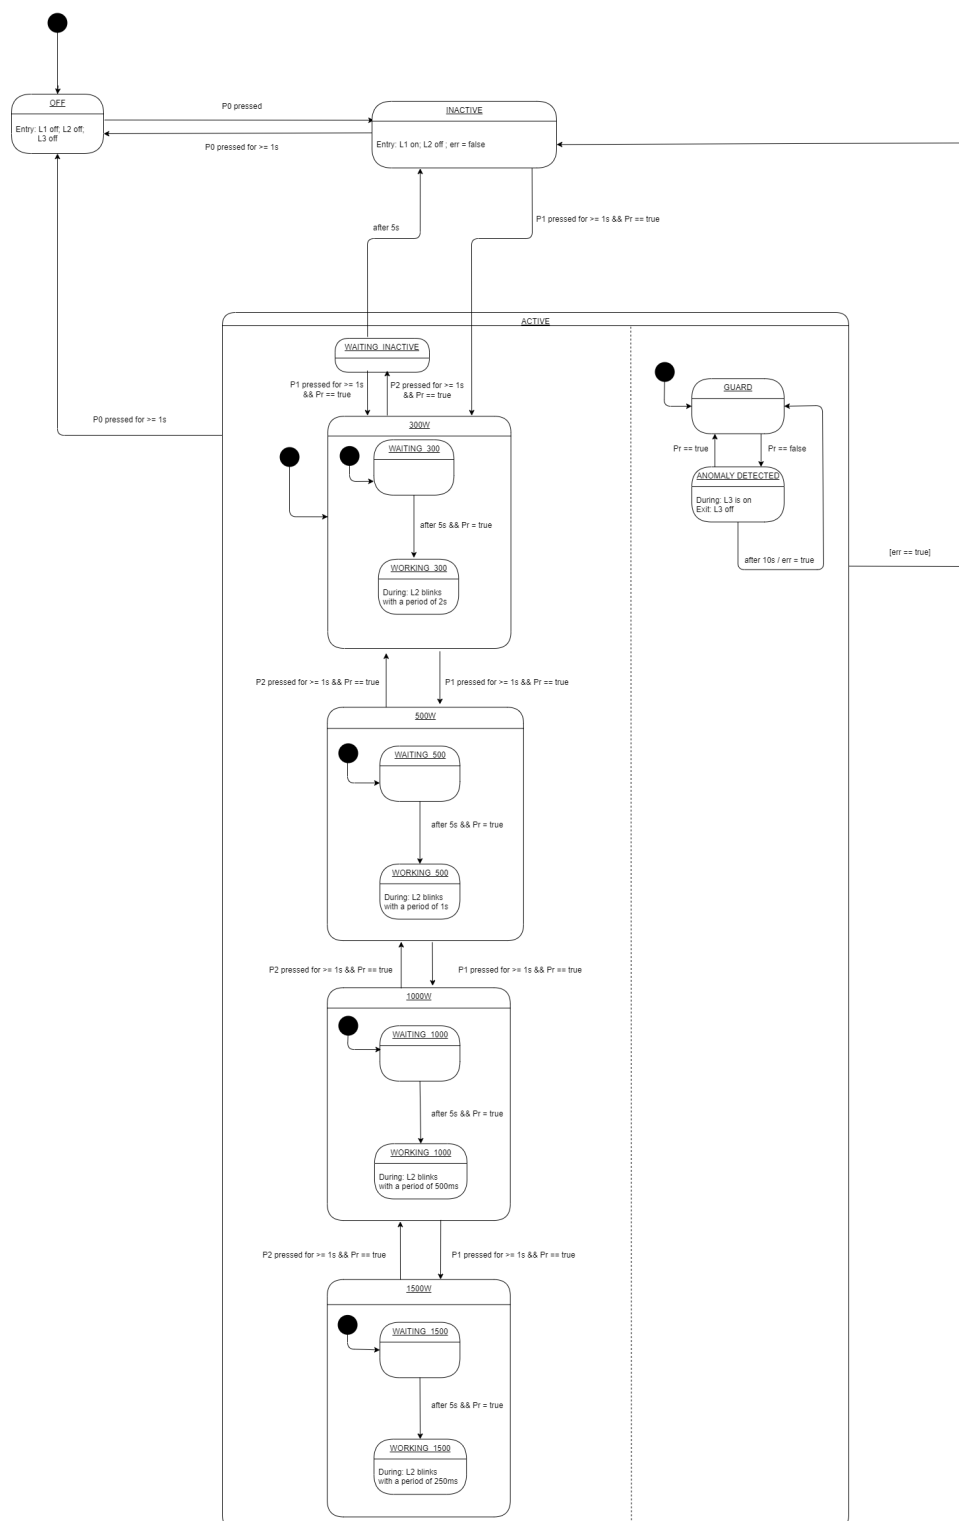 OFF
Entry: L1 off; L2 off;
L3 off
P0 pressed
P0 pressed for >= 1s
INACTIVE
Entry: L1 on; L2 off ; err = false
after 5s
P1 pressed for >= 1s && Pr == true
ACTIVE
WAITING_INACTIVE
P1 pressed for >= 1s
&& Pr == true
P2 pressed for >= 1s
&& Pr == true
P0 pressed for >= 1s
300W
WAITING_300
after 5s && Pr = true
WORKING_300
During: L2 blinks
with a period of 2s
GUARD
Pr == true
Pr == false
ANOMALY DETECTED
During: L3 is on
Exit: L3 off
after 10s / err = true
[err == true]
P2 pressed for >= 1s && Pr == true
P1 pressed for >= 1s && Pr == true
500W
WAITING_500
after 5s && Pr = true
WORKING_500
During: L2 blinks
with a period of 1s
P2 pressed for >= 1s && Pr == true
P1 pressed for >= 1s && Pr == true
1000W
WAITING_1000
after 5s && Pr = true
WORKING_1000
During: L2 blinks
with a period of 500ms
P2 pressed for >= 1s && Pr == true
P1 pressed for >= 1s && Pr == true
1500W
WAITING_1500
after 5s && Pr = true
WORKING_1500
During: L2 blinks
with a period of 250ms